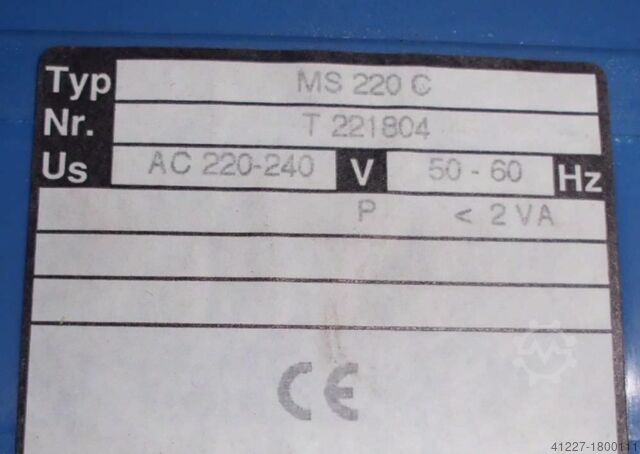 Typ MS 220 C
Nr. T 221804
Us AC 220-240 V 50 - 60 Hz
P < 2 VA
CE
41227-1800111